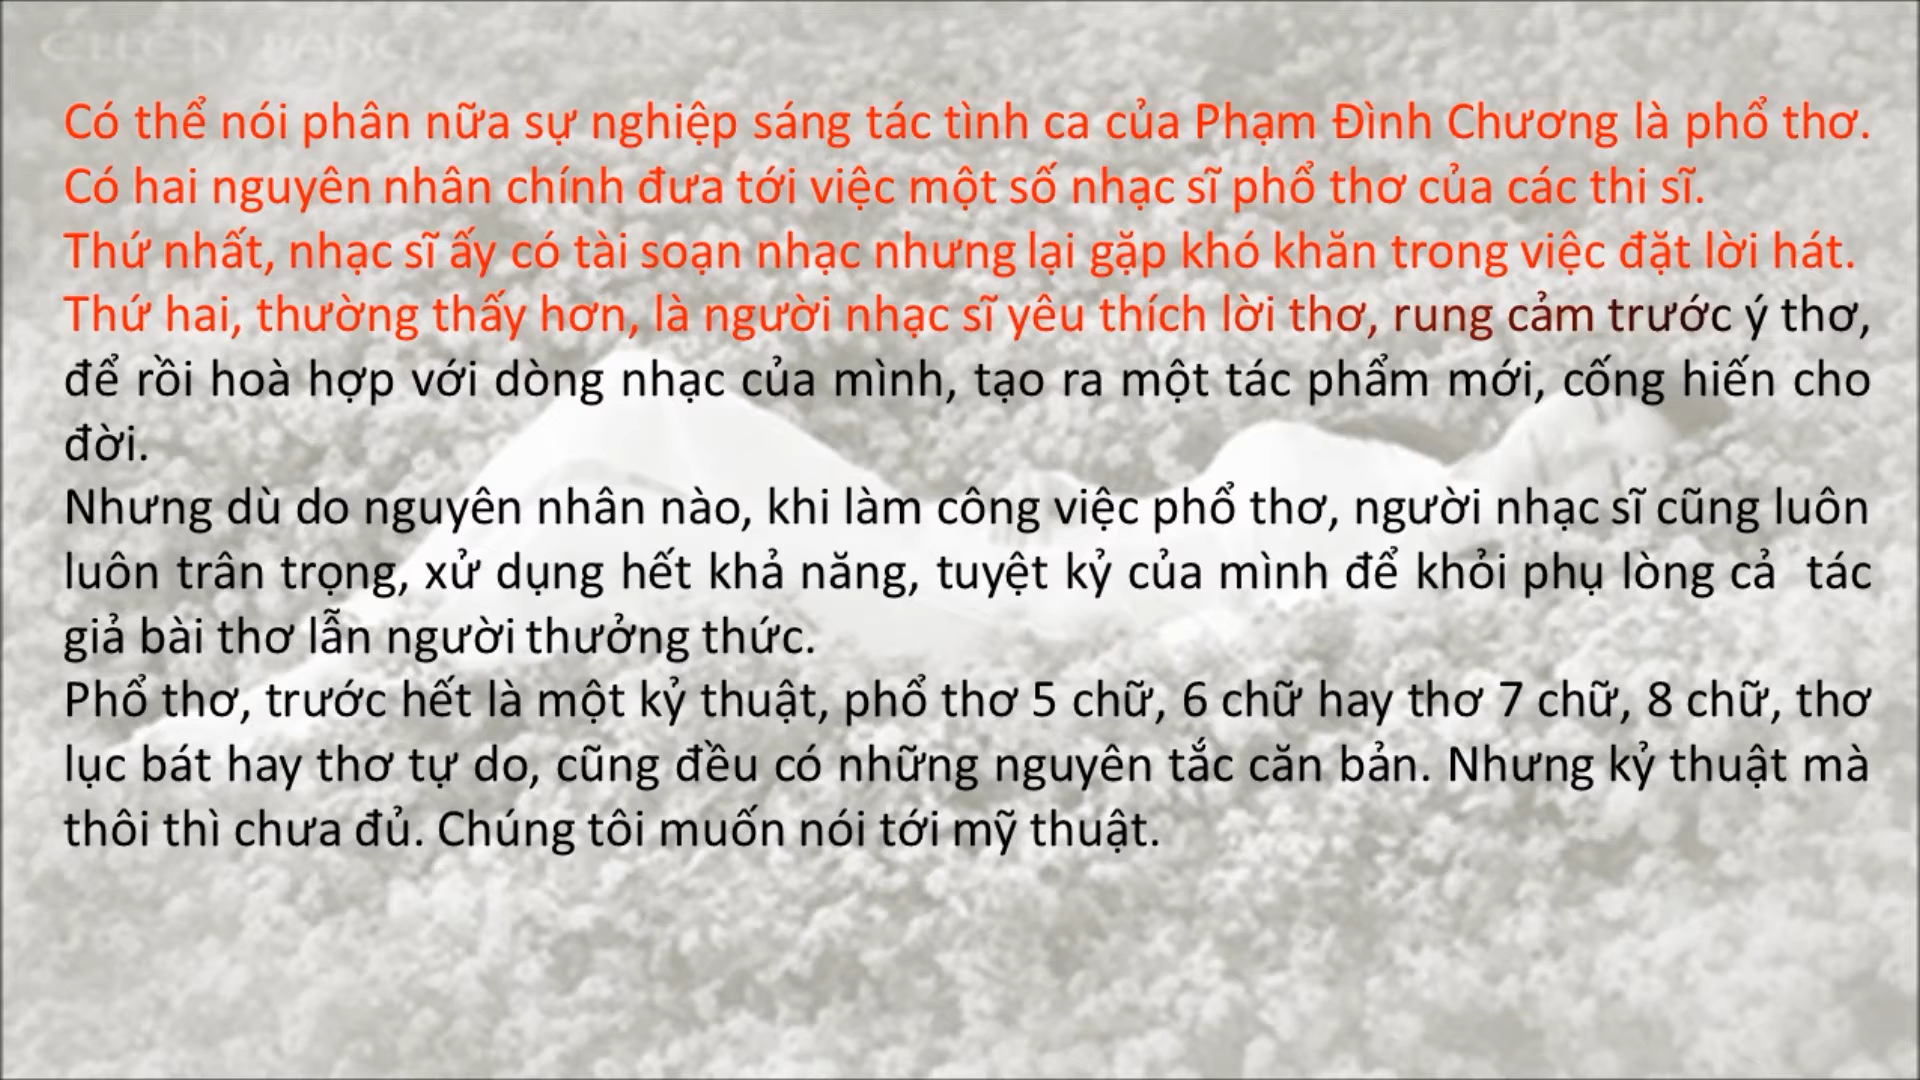 Có thể nói phân nữa sự nghiệp sáng tác tình ca của Phạm Đình Chương là phổ thơ.
Có hai nguyên nhân chính đưa tới việc một số nhạc sĩ phổ thơ của các thi sĩ.
Thứ nhất, nhạc sĩ ấy có tài soạn nhạc nhưng lại gặp khó khăn trong việc đặt lời hát.
Thứ hai, thường thấy hơn, là người nhạc sĩ yêu thích lời thơ, rung cảm trước ý thơ,
để rồi hoà hợp với dòng nhạc của mình, tạo ra một tác phẩm mới, cống hiến cho
đời.
Nhưng dù do nguyên nhân nào, khi làm công việc phổ thơ, người nhạc sĩ cũng luôn
luôn trân trọng, xử dụng hết khả năng, tuyệt kỷ của mình để khỏi phụ lòng cả tác
giả bài thơ lẫn người thưởng thức.
Phổ thơ, trước hết là một kỷ thuật, phổ thơ 5 chữ, 6 chữ hay thơ 7 chữ, 8 chữ, thơ
lục bát hay thơ tự do, cũng đều có những nguyên tắc căn bản. Nhưng kỷ thuật mà
thôi thì chưa đủ. Chúng tôi muốn nói tới mỹ thuật.